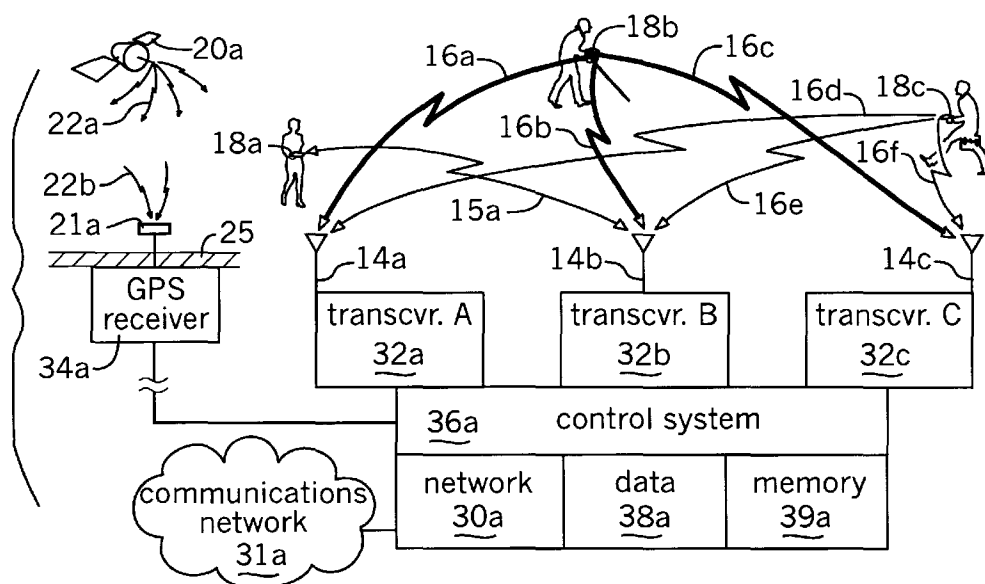 20a
16a
18b
16c
22a
16d
18c
18a
16b
16f
22b
21a
25
15a
16e
14a
14b
14c
GPS
receiver
34a
transcvr. A
32a
transcvr. B
32b
transcvr. C
32c
36a
control system
communications
network
31a
network
30a
data
38a
memory
39a